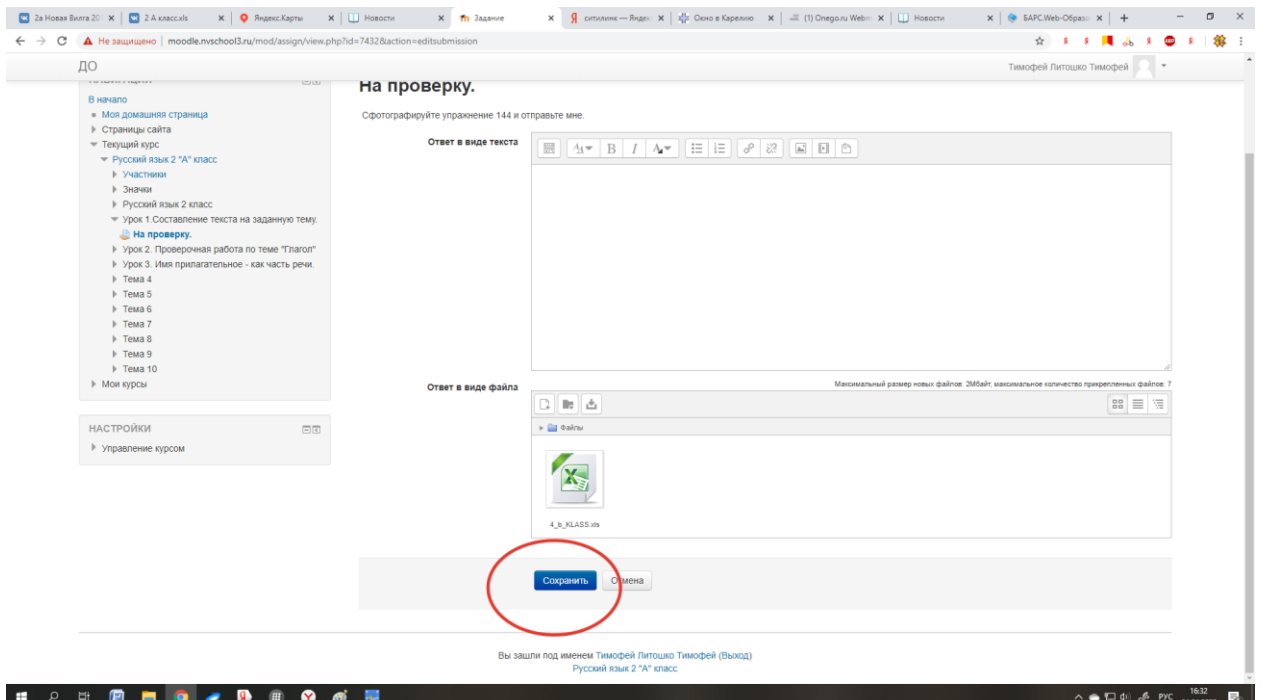 2а Новая Вилга 20
2 А класс.xls
Яндекс.Карты
Новости
Задание
ситилинк — Яндекс
Окно в Карелию
(1) Onego.ru Webm
Новости
БАРС.Web-Образо
Не защищено | moodle.nvschool3.ru/mod/assign/view.php?id=7432&action=editsubmission
ДО
Тимофей Литошко Тимофей
В начало
Моя домашняя страница
Страницы сайта
Текущий курс
Русский язык 2 "А" класс
Участники
Значки
Русский язык 2 класс
Урок 1.Составление текста на заданную тему.
На проверку.
Урок 2. Проверочная работа по теме "Глагол"
Урок 3. Имя прилагательное - как часть речи.
Тема 4
Тема 5
Тема 6
Тема 7
Тема 8
Тема 9
Тема 10
Мои курсы
НАСТРОЙКИ
Управление курсом
На проверку.
Сфотографируйте упражнение 144 и отправьте мне.
Ответ в виде текста
B I
Ответ в виде файла
Максимальный размер новых файлов: 2Мбайт, максимальное количество прикрепленных файлов: 7
Файлы
4_b_KLASS.xls
Сохранить
Отмена
Вы зашли под именем Тимофей Литошко Тимофей (Выход)
Русский язык 2 "А" класс
РУС
16:32